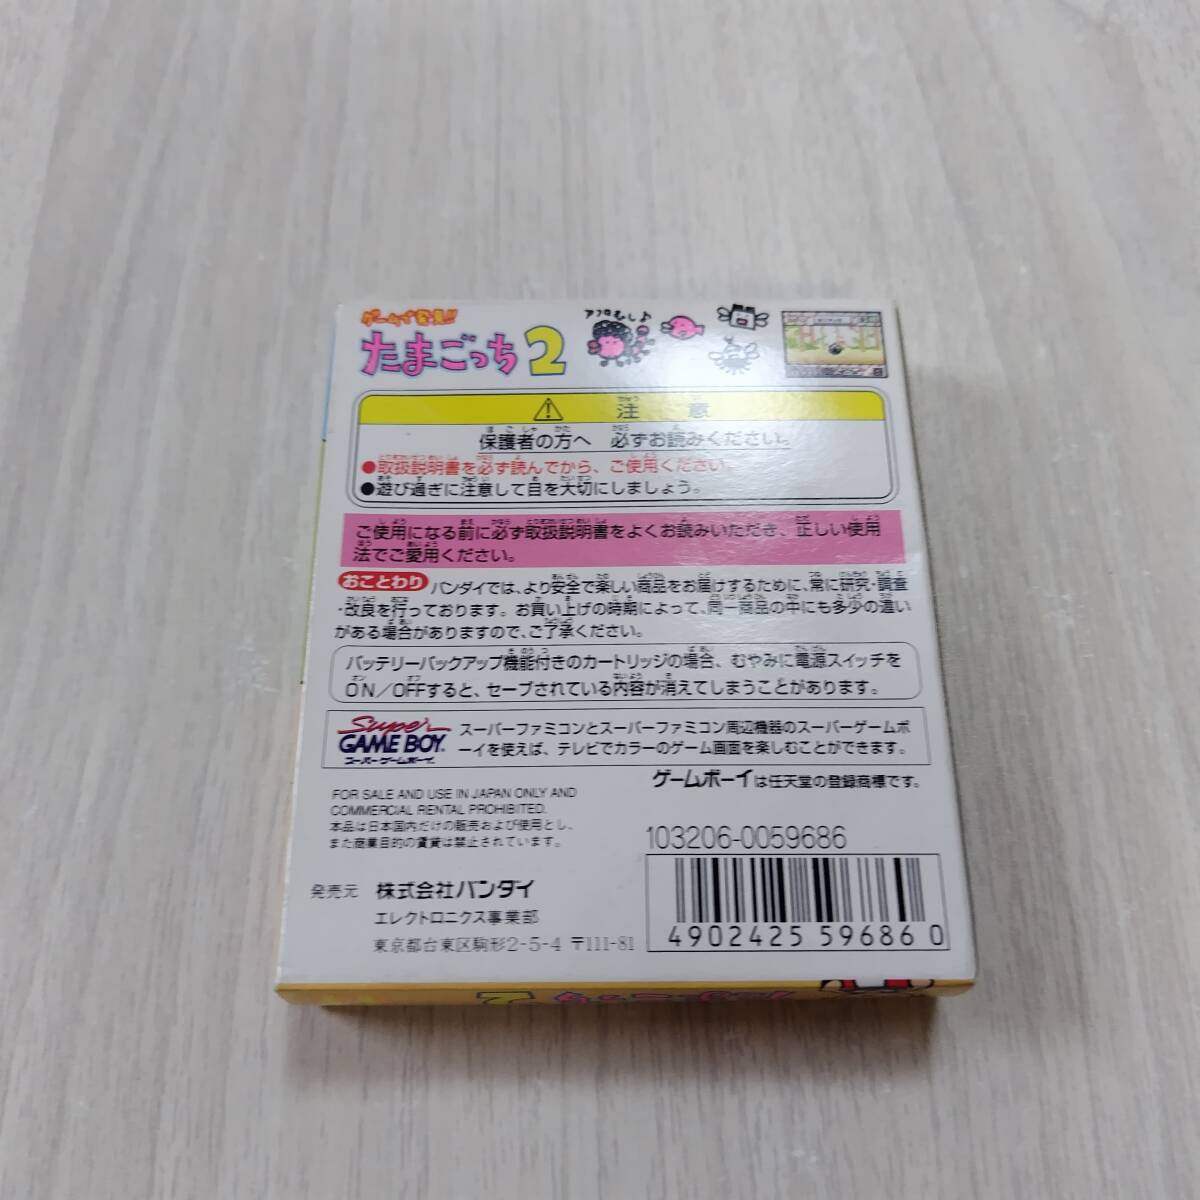 ゲームで発見!!
たまごっち2
アフロむし♪
注意
保護者の方へ 必ずお読みください。
●取扱説明書を必ず読んでから、ご使用ください。
●遊び過ぎに注意して目を大切にしましょう。
ご使用になる前に必ず取扱説明書をよくお読みいただき、正しい使用
法でご愛用ください。
おことわり バンダイでは、より安全で楽しい商品をお届けするために、常に研究・調査
・改良を行っております。お買い上げの時期によって、同一商品の中にも多少の違い
がある場合がありますので、ご了承ください。
バッテリーバックアップ機能付きのカートリッジの場合、むやみに電源スイッチを
ON/OFFすると、セーブされている内容が消えてしまうことがあります。
Super
GAME BOY
スーパーゲームボーイ
スーパーファミコンとスーパーファミコン周辺機器のスーパーゲームボ
ーイを使えば、テレビでカラーのゲーム画面を楽しむことができます。
ゲームボーイは任天堂の登録商標です。
FOR SALE AND USE IN JAPAN ONLY AND
COMMERCIAL RENTAL PROHIBITED.
本品は日本国内だけの販売および使用とし、
また商業目的の賃貸は禁止されています。
103206-0059686
4902425 596860
発売元 株式会社バンダイ
エレクトロニクス事業部
東京都台東区駒形2-5-4 〒111-81
たまごっち2